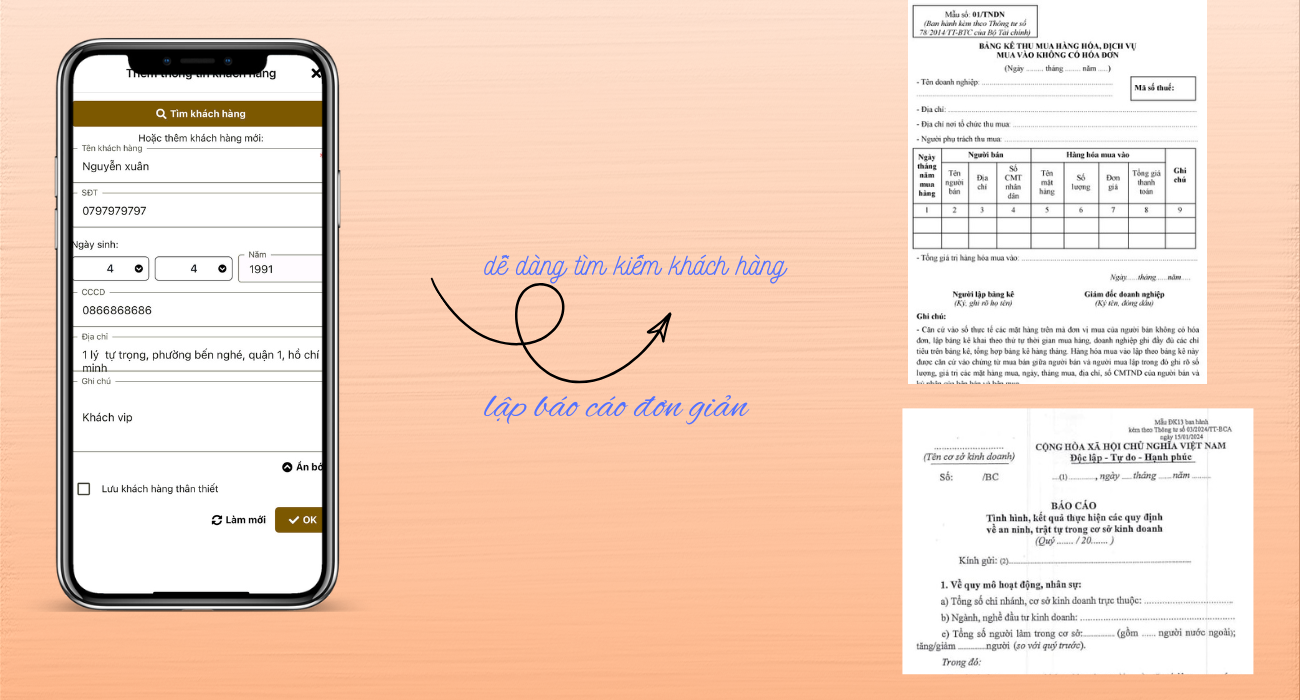 Thêm thông tin khách hàng
Tìm khách hàng
Hoặc thêm khách hàng mới:
Tên khách hàng
Nguyễn xuân
SĐT
0797979797
Ngày sinh:
4
4
Năm
1991
CCCD
0866868686
Địa chỉ
1 lý tự trọng, phường bến nghé, quận 1, hồ chí
minh
Ghi chú
Khách vip
Ẩn bớ
Lưu khách hàng thân thiết
Làm mới
OK
dễ dàng tìm kiếm khách hàng
lập báo cáo đơn giản
Mẫu số: 01/TNDN
(Ban hành kèm theo Thông tư số
78/2014/TT-BTC của Bộ Tài chính)
BẢNG KÊ THU MUA HÀNG HÓA, DỊCH VỤ
MUA VÀO KHÔNG CÓ HÓA ĐƠN
(Ngày ........ tháng ........ năm ....)
- Tên doanh nghiệp: ........
Mã số thuế:
- Địa chỉ: ........
- Địa chỉ nơi tổ chức thu mua: ........
- Người phụ trách thu mua: ........
Ngày tháng năm mua hàng
Người bán
Hàng hóa mua vào
Ghi chú
Tên người bán
Địa chỉ
Số CMT nhân dân
Tên mặt hàng
Số lượng
Đơn giá
Tổng giá thanh toán
1 2 3 4 5 6 7 8 9
- Tổng giá trị hàng hóa mua vào: ........
Ngày.....tháng.....năm....
Người lập bảng kê
(Ký, ghi rõ họ tên)
Giám đốc doanh nghiệp
(Ký tên, đóng dấu)
Ghi chú:
- Căn cứ vào số thực tế các mặt hàng trên mà đơn vị mua của người bán không có hóa
đơn, lập bảng kê khai theo thứ tự thời gian mua hàng, doanh nghiệp ghi đầy đủ các chỉ
tiêu trên bảng kê, tổng hợp bảng kê hàng tháng. Hàng hóa mua vào lập theo bảng kê này
được căn cứ vào chứng từ mua bán giữa người bán và người mua lập trong đó ghi rõ số
lượng, giá trị các mặt hàng mua, ngày, tháng mua, địa chỉ, số CMTND của người bán và
ký nhận của bên bán và bên mua.
Mẫu ĐK13 ban hành
kèm theo Thông tư số 03/2024/TT-BCA
ngày 15/01/2024
........................
(Tên cơ sở kinh doanh)
Số: /BC
CỘNG HÒA XÃ HỘI CHỦ NGHĨA VIỆT NAM
Độc lập - Tự do - Hạnh phúc
...(1)........, ngày ....tháng .....năm .......
BÁO CÁO
Tình hình, kết quả thực hiện các quy định
về an ninh, trật tự trong cơ sở kinh doanh
(Quý ....... / 20....... )
Kính gửi: (2)........
1. Về quy mô hoạt động, nhân sự:
a) Tổng số chi nhánh, cơ sở kinh doanh trực thuộc: ........
b) Ngành, nghề đầu tư kinh doanh: ........
c) Tổng số người làm trong cơ sở:........... (gồm ..... người nước ngoài);
tăng/giảm ..........người (so với quý trước).
Trong đó: